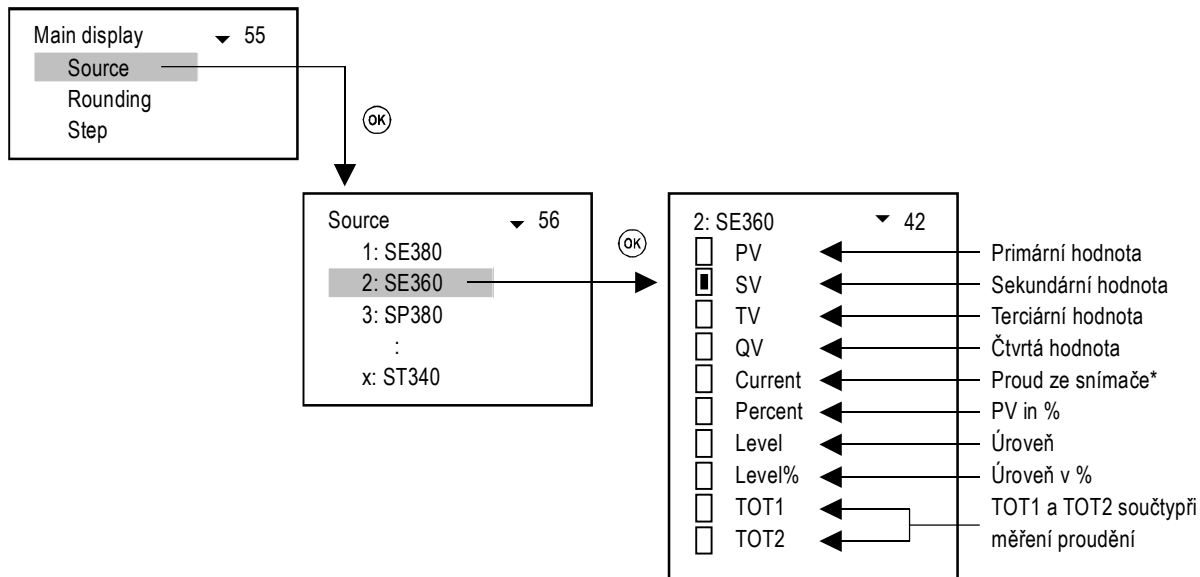 Main display 55
Source
Rounding
Step
OK
Source 56
1: SE380
2: SE360
3: SP380
:
x: ST340
OK
2: SE360 42
PV Primární hodnota
SV Sekundární hodnota
TV Terciární hodnota
QV Čtvrtá hodnota
Current Proud ze snímače*
Percent PV in %
Level Úroveň
Level% Úroveň v %
TOT1 TOT1 a TOT2 součtypři
TOT2 měření proudění